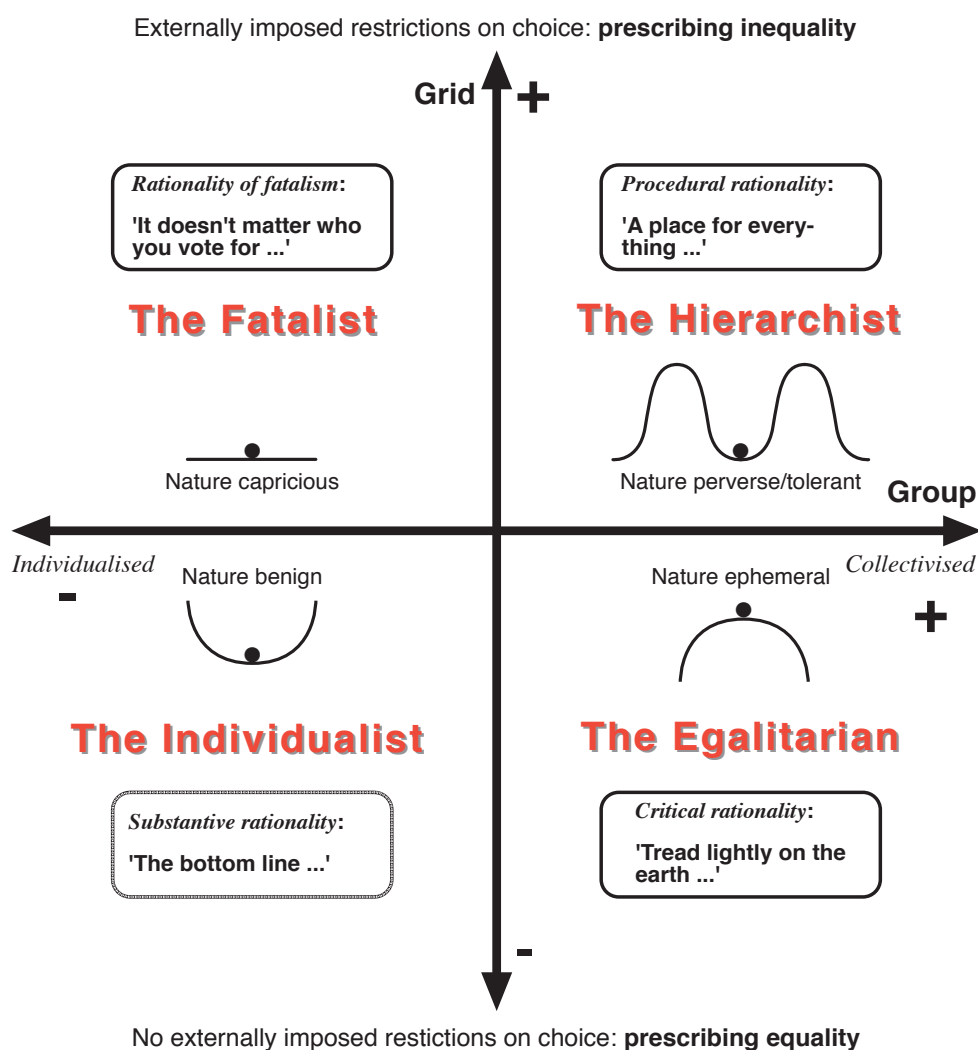 Externally imposed restrictions on choice: prescribing inequality
Grid +
Rationality of fatalism:
'It doesn't matter who
you vote for ...'
The Fatalist
Nature capricious
Procedural rationality:
'A place for every-
thing ...'
The Hierarchist
Nature perverse/tolerant
Group
Individualised
-
Collectivised
+
Nature benign
The Individualist
Substantive rationality:
'The bottom line ...'
Nature ephemeral
The Egalitarian
Critical rationality:
'Tread lightly on the
earth ...'
-
No externally imposed restictions on choice: prescribing equality